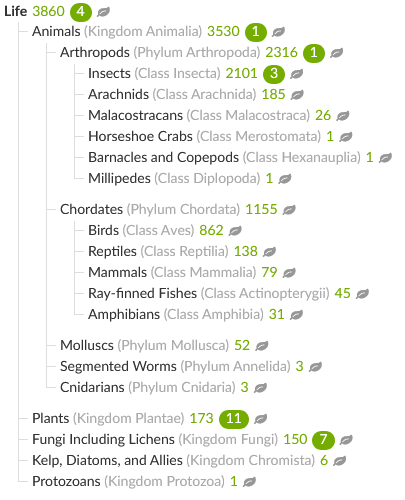 Life 3860 4
Animals (Kingdom Animalia) 3530 1
Arthropods (Phylum Arthropoda) 2316 1
Insects (Class Insecta) 2101 3
Arachnids (Class Arachnida) 185
Malacostracans (Class Malacostraca) 26
Horseshoe Crabs (Class Merostomata) 1
Barnacles and Copepods (Class Hexanauplia) 1
Millipedes (Class Diplopoda) 1
Chordates (Phylum Chordata) 1155
Birds (Class Aves) 862
Reptiles (Class Reptilia) 138
Mammals (Class Mammalia) 79
Ray-finned Fishes (Class Actinopterygii) 45
Amphibians (Class Amphibia) 31
Molluscs (Phylum Mollusca) 52
Segmented Worms (Phylum Annelida) 3
Cnidarians (Phylum Cnidaria) 3
Plants (Kingdom Plantae) 173 11
Fungi Including Lichens (Kingdom Fungi) 150 7
Kelp, Diatoms, and Allies (Kingdom Chromista) 6
Protozoans (Kingdom Protozoa) 1